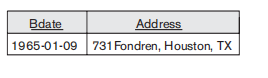 Bdate Address
1965-01-09 731 Fondren, Houston, TX